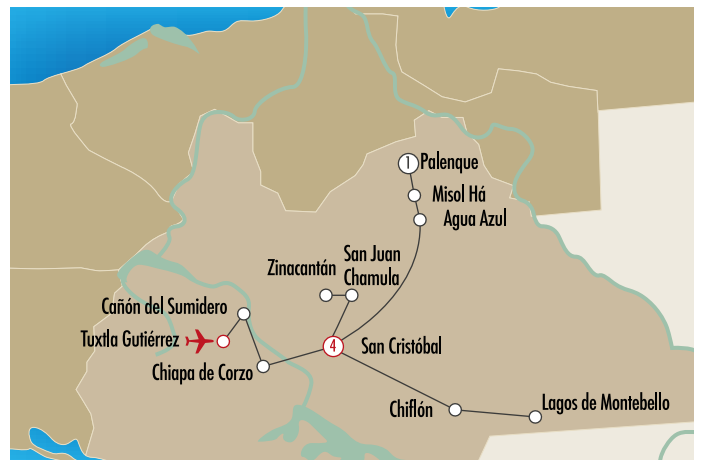 1
Palenque
Misol Há
Agua Azul
San Juan
Chamula
Zinacantán
Cañón del Sumidero
Tuxtla Gutiérrez
4
San Cristóbal
Chiapa de Corzo
Chiflón
Lagos de Montebello